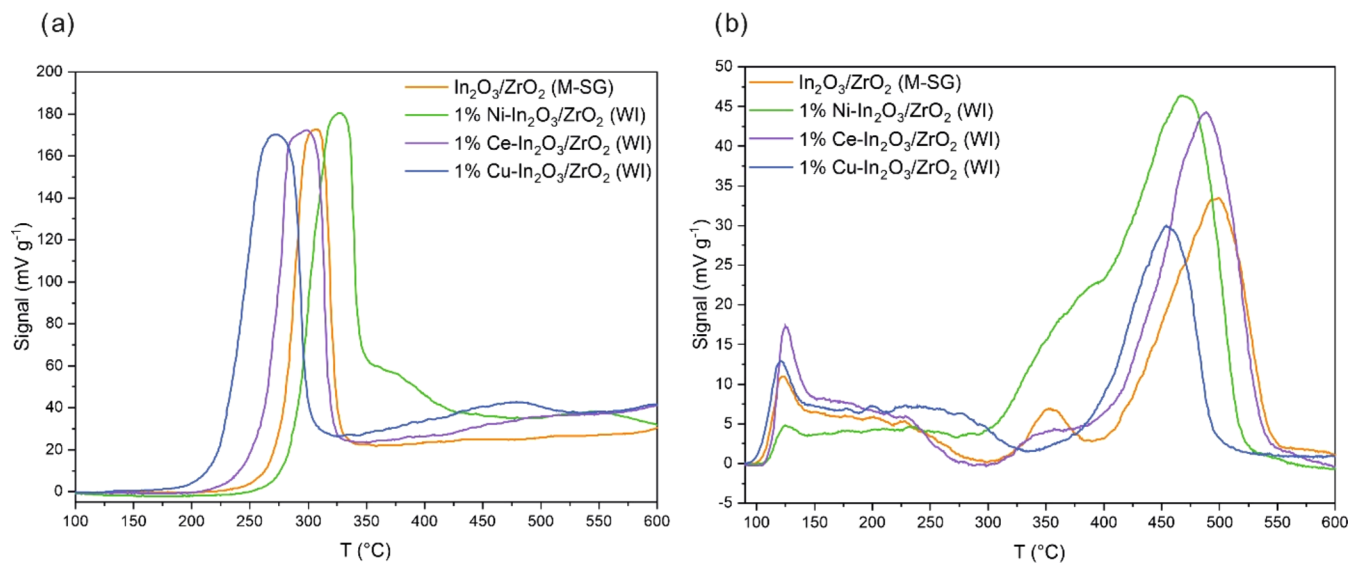 (a)
Signal (mV g⁻¹)
200
180
160
140
120
100
80
60
40
20
0
In₂O₃/ZrO₂ (M-SG)
1% Ni-In₂O₃/ZrO₂ (WI)
1% Ce-In₂O₃/ZrO₂ (WI)
1% Cu-In₂O₃/ZrO₂ (WI)
100 150 200 250 300 350 400 450 500 550 600
T (°C)
(b)
Signal (mV g⁻¹)
50
45
40
35
30
25
20
15
10
5
0
-5
In₂O₃/ZrO₂ (M-SG)
1% Ni-In₂O₃/ZrO₂ (WI)
1% Ce-In₂O₃/ZrO₂ (WI)
1% Cu-In₂O₃/ZrO₂ (WI)
100 150 200 250 300 350 400 450 500 550 600
T (°C)